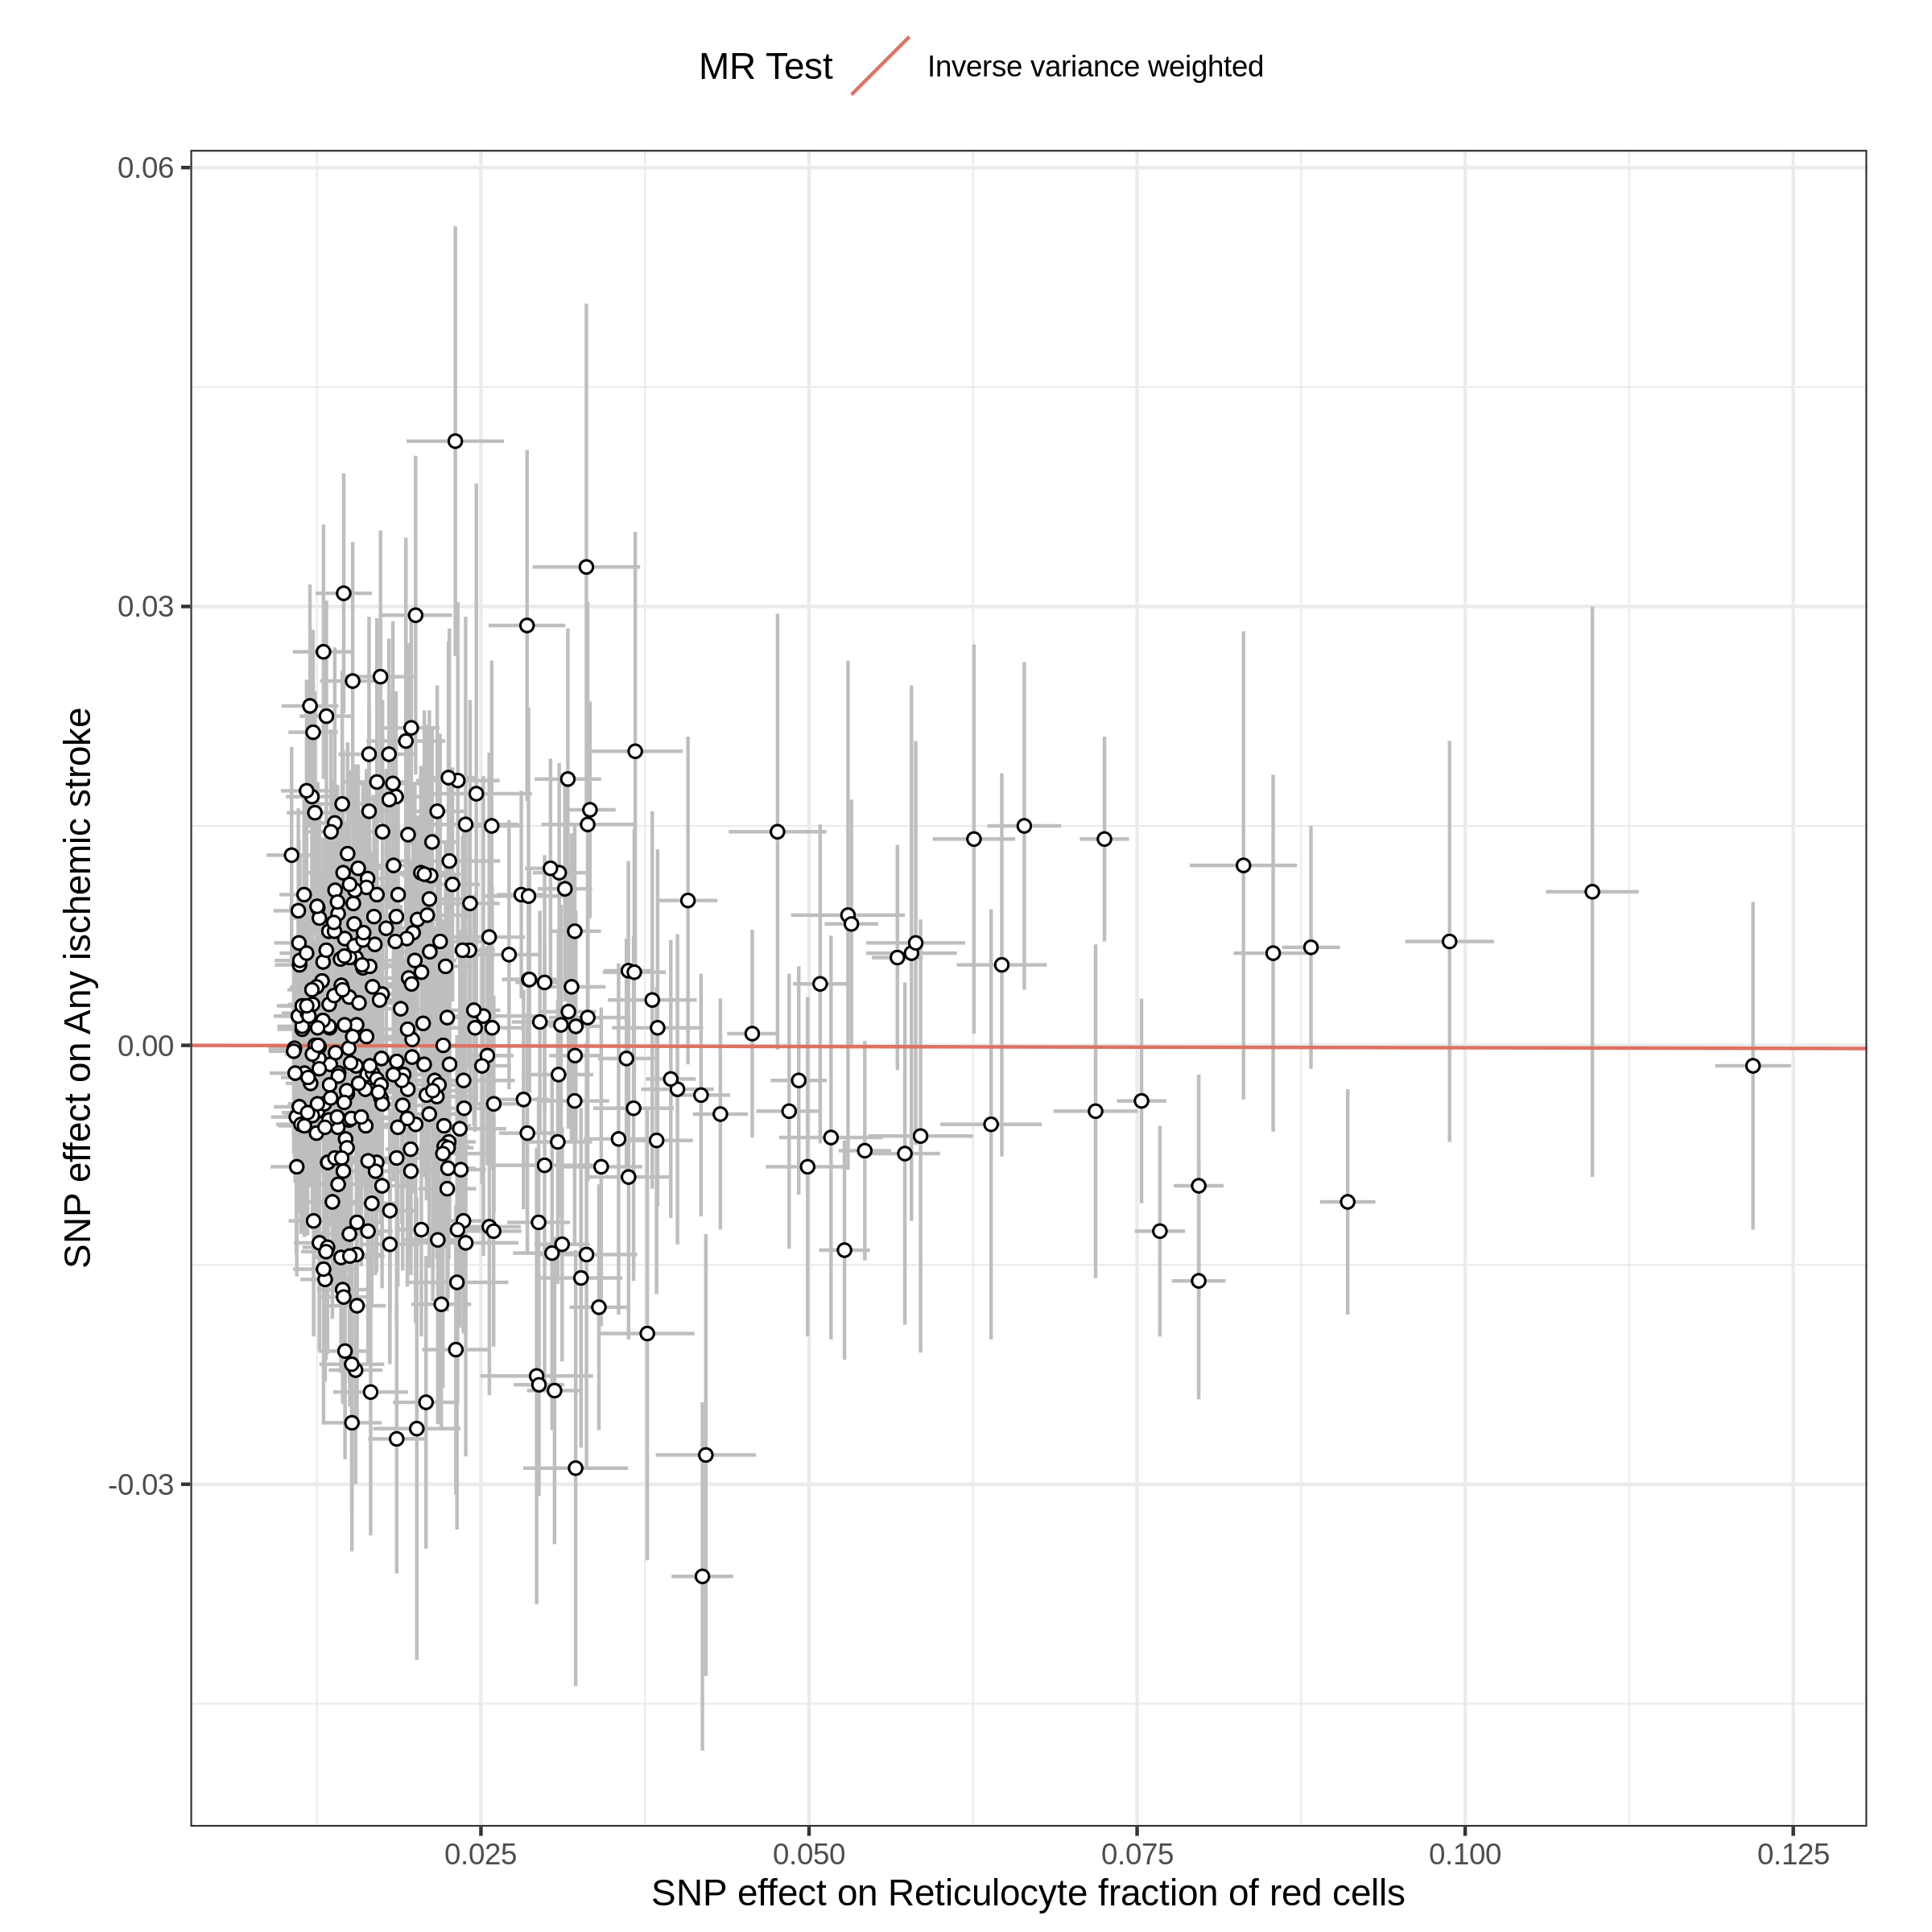 MR Test Inverse variance weighted
0.06
0.03
0.00
-0.03
SNP effect on Any ischemic stroke
0.025 0.050 0.075 0.100 0.125
SNP effect on Reticulocyte fraction of red cells